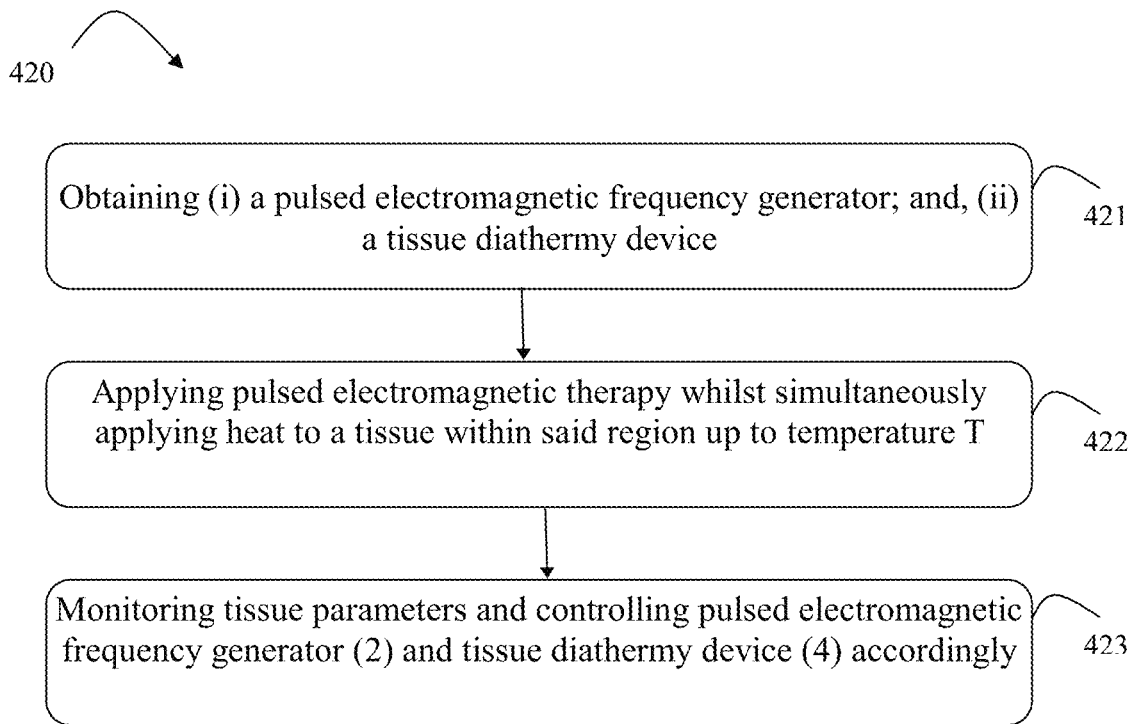 420
Obtaining (i) a pulsed electromagnetic frequency generator; and, (ii)
a tissue diathermy device
421
Applying pulsed electromagnetic therapy whilst simultaneously
applying heat to a tissue within said region up to temperature T
422
Monitoring tissue parameters and controlling pulsed electromagnetic
frequency generator (2) and tissue diathermy device (4) accordingly
423